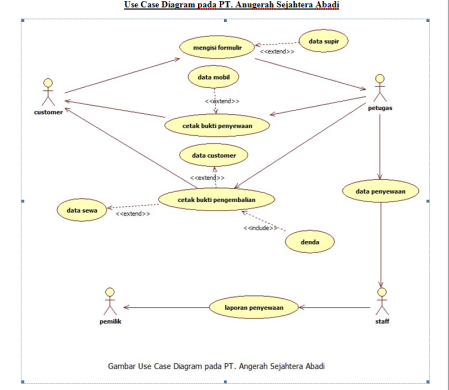 Use Case Diagram pada PT. Anugerah Sejahtera Abadi
data supir
mengisi formulir
<<extend>>
data mobil
customer
petugas
<<extend>>
cetak bukti penyewaan
data customer
<<extend>>
data penyewaan
cetak bukti pengembalian
data sewa
<<extend>>
<<include>>
denda
pemilik
laporan penyewaan
staff
Gambar Use Case Diagram pada PT. Angerah Sejahtera Abadi